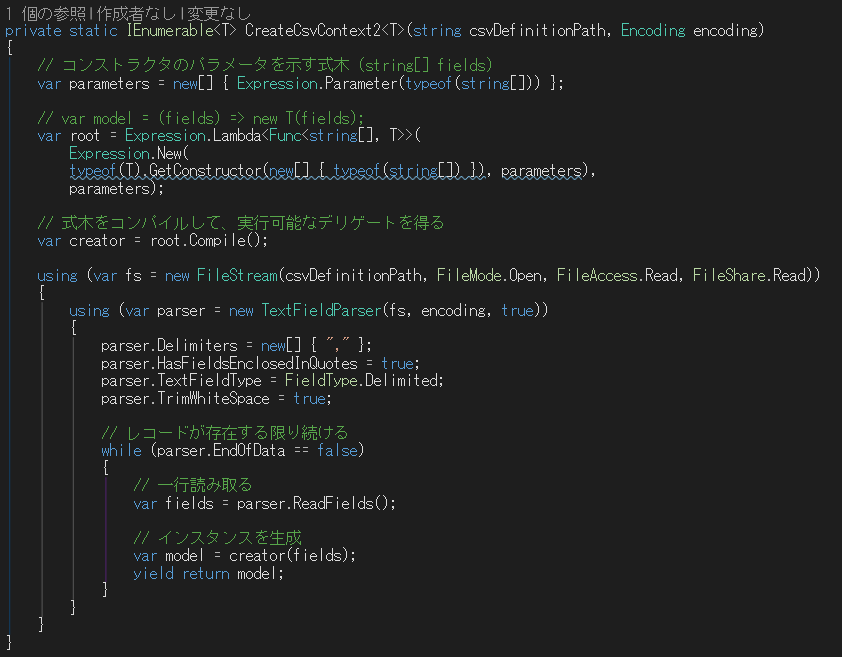 1 個の参照|作成者なし|変更なし
private static IEnumerable<T> CreateCsvContext2<T>(string csvDefinitionPath, Encoding encoding)
{
    // コンストラクタのパラメータを示す式木 (string[] fields)
    var parameters = new[] { Expression.Parameter(typeof(string[])) };

    // var model = (fields) => new T(fields);
    var root = Expression.Lambda<Func<string[], T>>(
        Expression.New(
        typeof(T).GetConstructor(new[] { typeof(string[]) }), parameters),
        parameters);

    // 式木をコンパイルして、実行可能なデリゲートを得る
    var creator = root.Compile();

    using (var fs = new FileStream(csvDefinitionPath, FileMode.Open, FileAccess.Read, FileShare.Read))
    {
        using (var parser = new TextFieldParser(fs, encoding, true))
        {
            parser.Delimiters = new[] { "," };
            parser.HasFieldsEnclosedInQuotes = true;
            parser.TextFieldType = FieldType.Delimited;
            parser.TrimWhiteSpace = true;

            // レコードが存在する限り続ける
            while (parser.EndOfData == false)
            {
                // 一行読み取る
                var fields = parser.ReadFields();

                // インスタンスを生成
                var model = creator(fields);
                yield return model;
            }
        }
    }
}